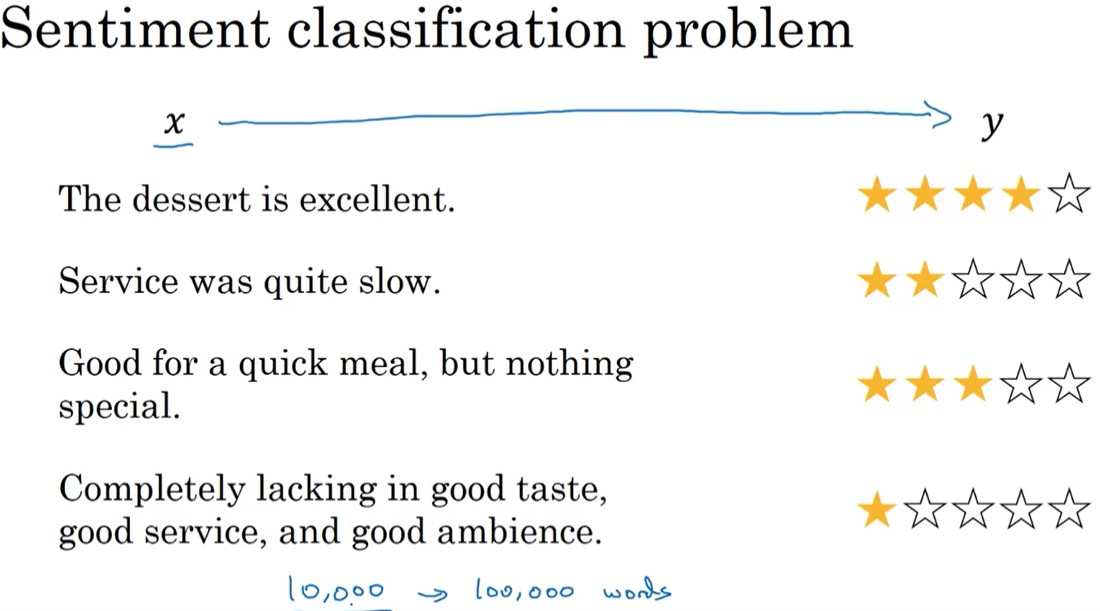 Sentiment classification problem
x → y
The dessert is excellent. ★★★★☆
Service was quite slow. ★★☆☆☆
Good for a quick meal, but nothing
special. ★★★☆☆
Completely lacking in good taste,
good service, and good ambience. ★☆☆☆☆
10,000 → 100,000 words